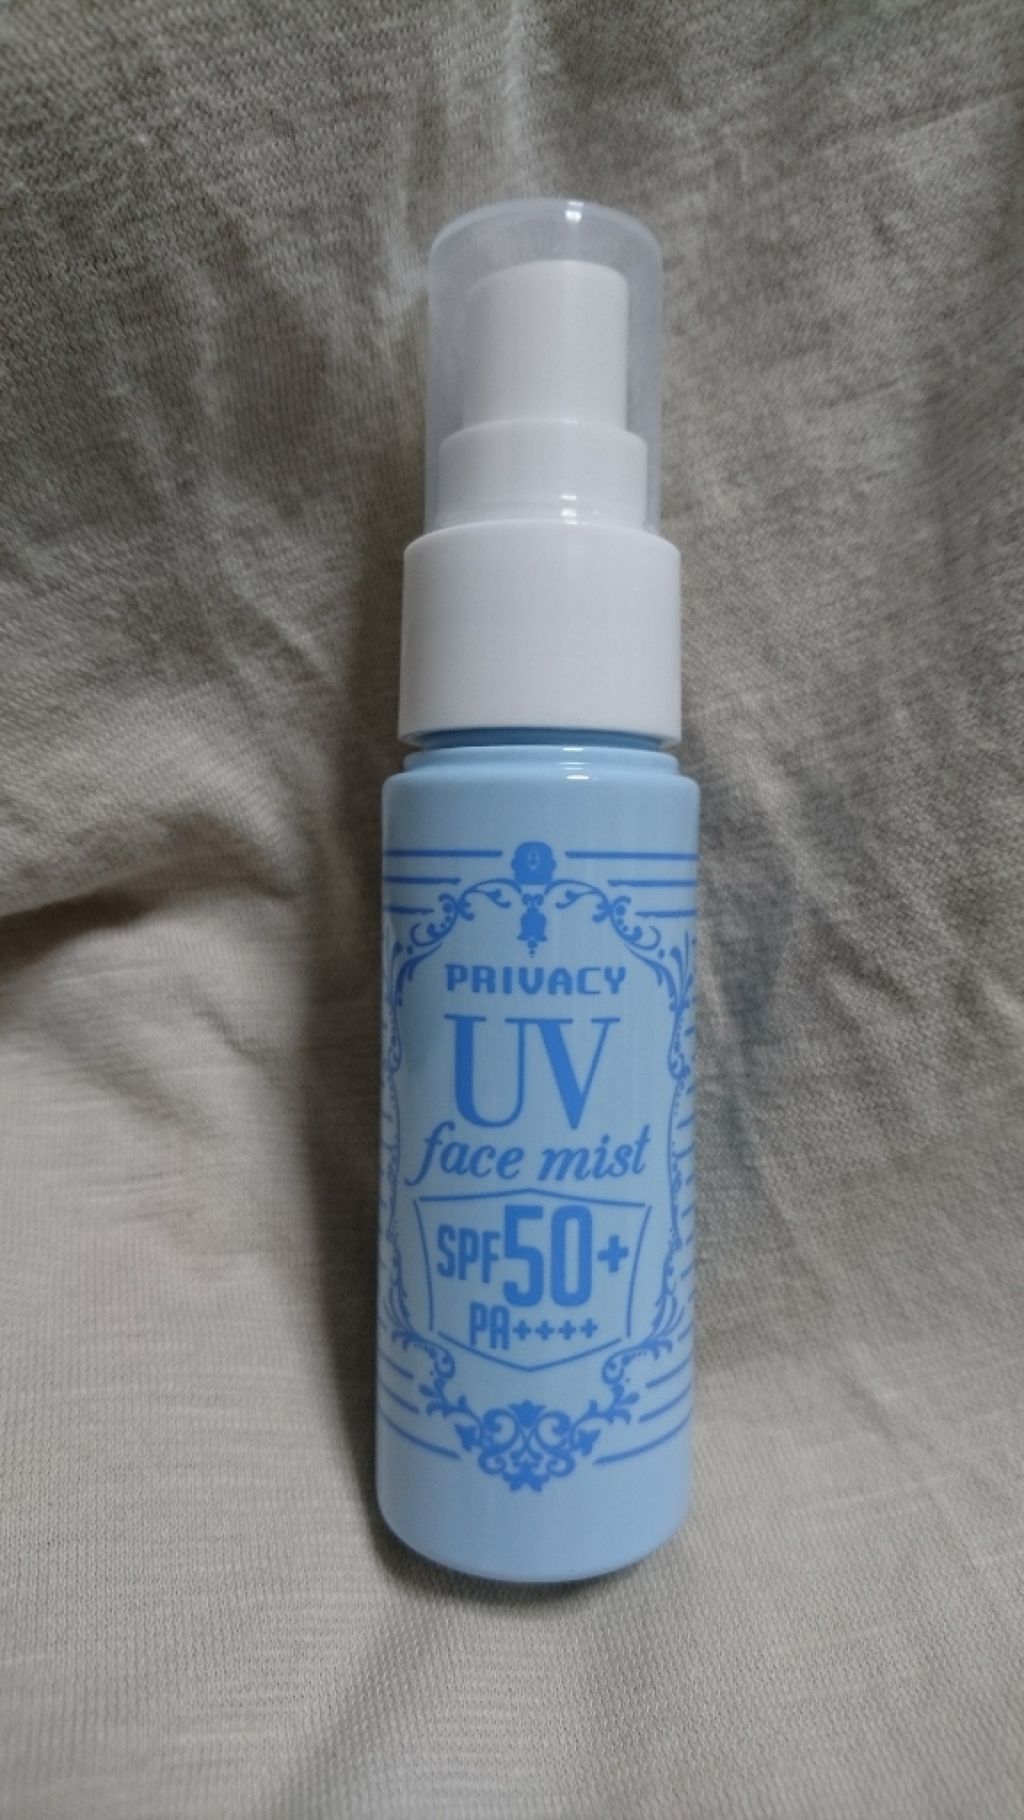 PRIVACY
UV
face mist
SPF50+
PA++++